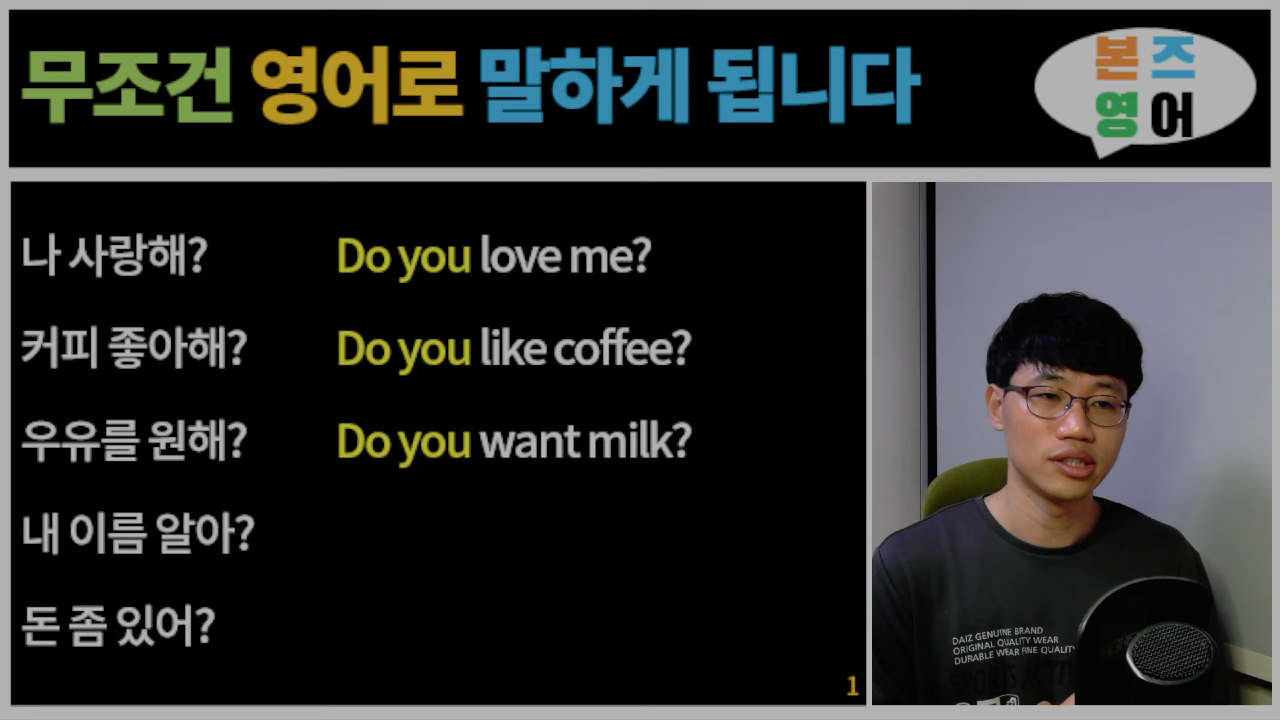 무조건 영어로 말하게 됩니다
본즈
영어
나 사랑해? Do you love me?
커피 좋아해? Do you like coffee?
우유를 원해? Do you want milk?
내 이름 알아?
돈 좀 있어?
1
DAIZ GENUINE BRAND
ORIGINAL QUALITY WEAR
DURABLE WEAR FINE QUALITY